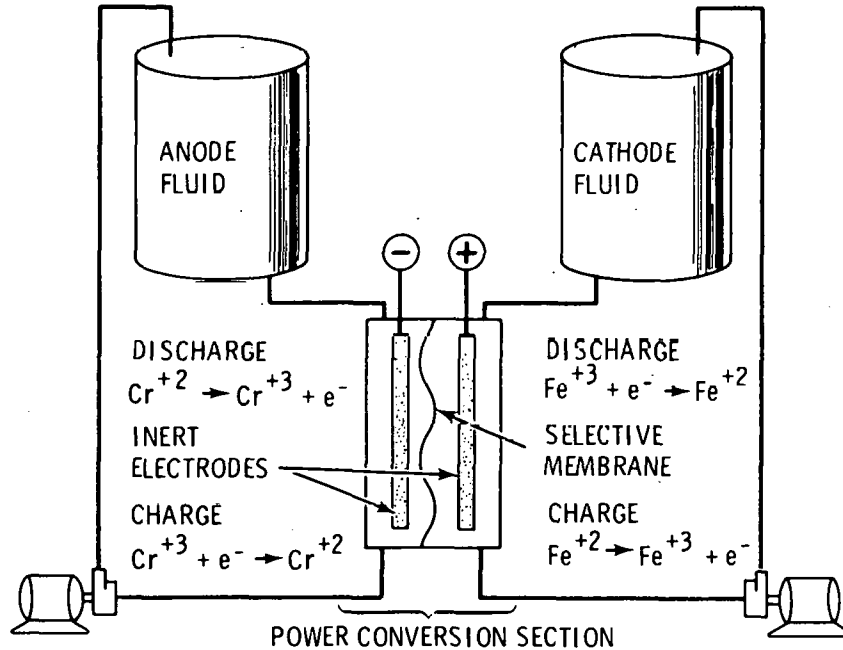 ANODE
FLUID
CATHODE
FLUID
−
+
DISCHARGE
Cr⁺² → Cr⁺³ + e⁻
INERT
ELECTRODES
CHARGE
Cr⁺³ + e⁻ → Cr⁺²
DISCHARGE
Fe⁺³ + e⁻ → Fe⁺²
SELECTIVE
MEMBRANE
CHARGE
Fe⁺² → Fe⁺³ + e⁻
POWER CONVERSION SECTION